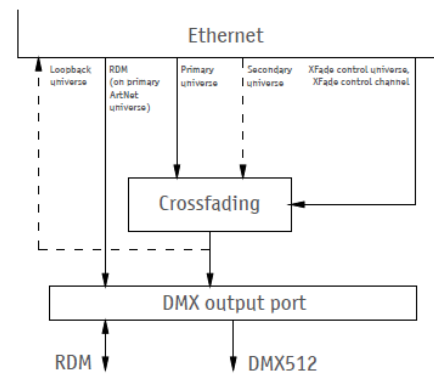 Ethernet
Loopback
universe
RDM
(on primary
ArtNet
universe)
Primary
universe
Secondary
universe
XFade control universe,
XFade control channel
Crossfading
DMX output port
RDM
DMX512